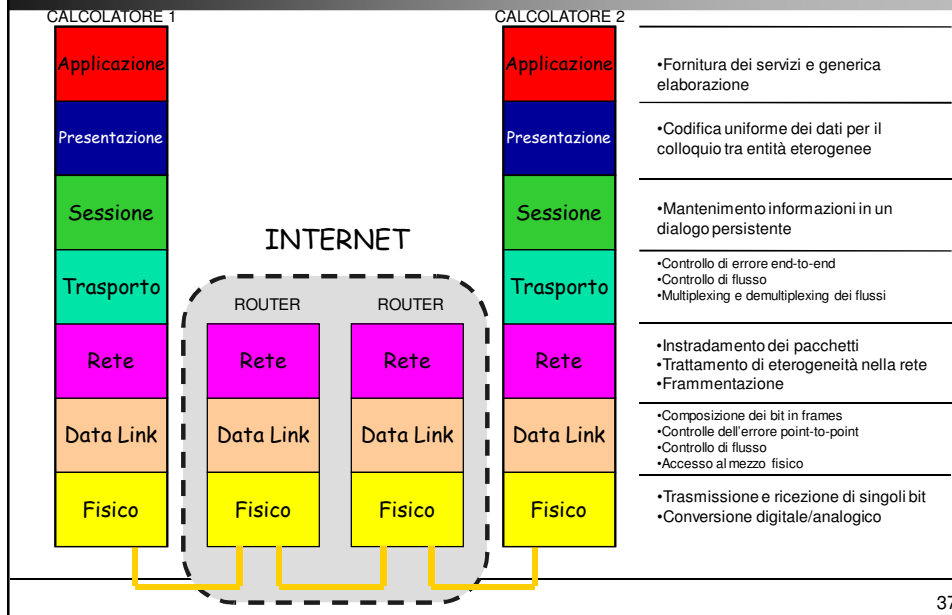 CALCOLATORE 1
CALCOLATORE 2
Applicazione
Applicazione
•Fornitura dei servizi e generica
elaborazione
Presentazione
Presentazione
•Codifica uniforme dei dati per il
colloquio tra entità eterogenee
Sessione
Sessione
•Mantenimento informazioni in un
dialogo persistente
INTERNET
Trasporto
Trasporto
•Controllo di errore end-to-end
•Controllo di flusso
•Multiplexing e demultiplexing dei flussi
ROUTER
ROUTER
Rete
Rete
Rete
Rete
•Instradamento dei pacchetti
•Trattamento di eterogeneità nella rete
•Frammentazione
Data Link
Data Link
Data Link
Data Link
•Composizione dei bit in frames
•Controlle dell'errore point-to-point
•Controllo di flusso
•Accesso al mezzo fisico
Fisico
Fisico
Fisico
Fisico
•Trasmissione e ricezione di singoli bit
•Conversione digitale/analogico
37